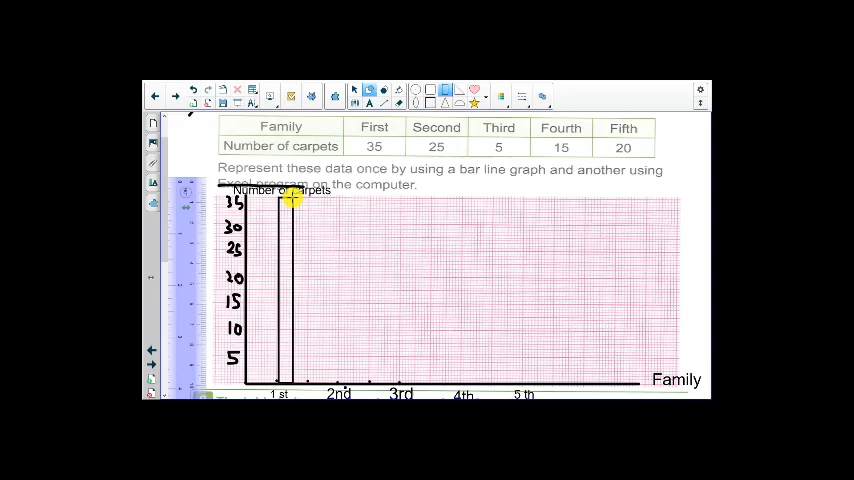 Family First Second Third Fourth Fifth
Number of carpets 35 25 5 15 20
Represent these data once by using a bar line graph and another using
Excel program on the computer.
Number of carpets
35
30
25
20
15
10
5
Family
1 st 2nd 3rd 4th 5 th